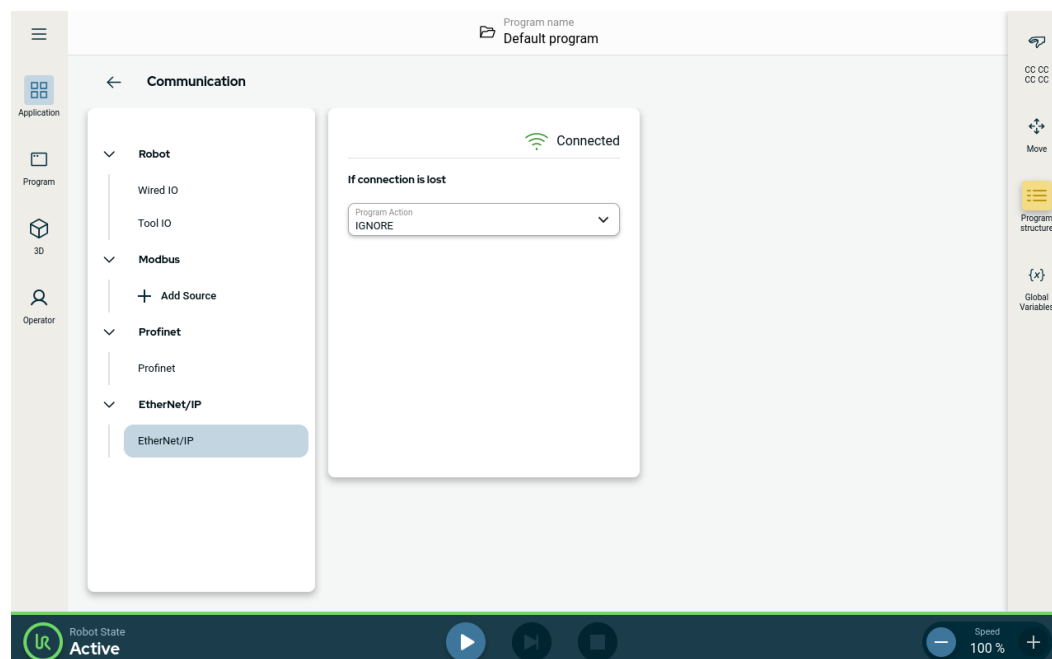 Program name
Default program
Application
Program
3D
Operator
Communication
Robot
Wired IO
Tool IO
Modbus
Add Source
Profinet
Profinet
EtherNet/IP
EtherNet/IP
Connected
If connection is lost
Program Action
IGNORE
CC CC
CC CC
Move
Program
structure
{x}
Global
Variables
UR
Robot State
Active
Speed
100 %